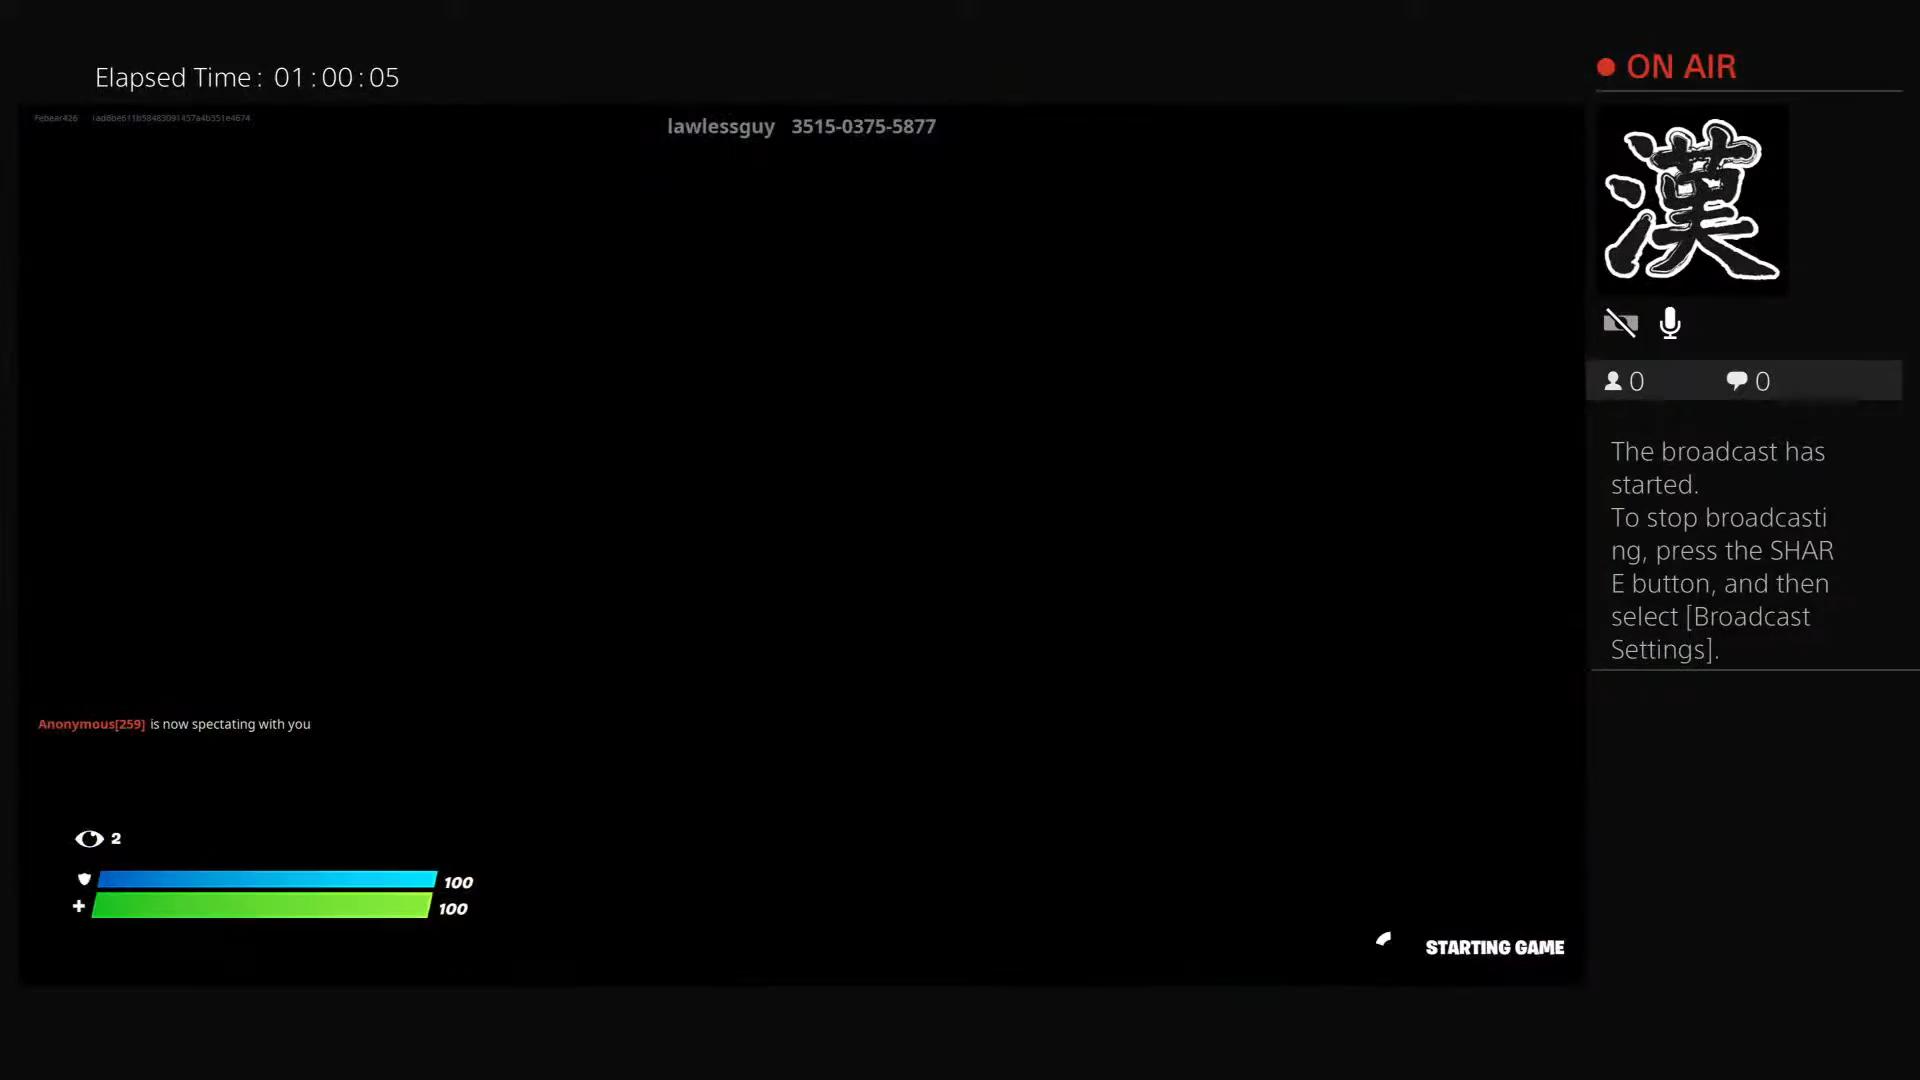 Elapsed Time: 01:00:05
ON AIR
Febear426
lawlessguy 3515-0375-5877
漢
0 0
The broadcast has
started.
To stop broadcasti
ng, press the SHAR
E button, and then
select [Broadcast
Settings].
Anonymous[259] is now spectating with you
2
100
100
STARTING GAME